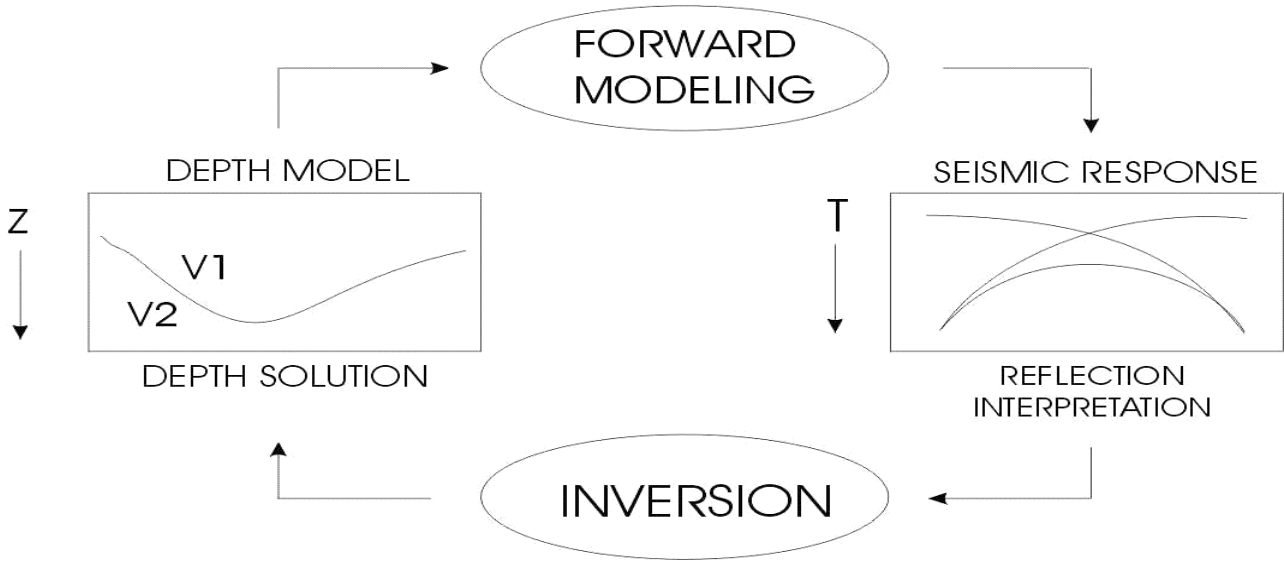 FORWARD
MODELING
DEPTH MODEL
SEISMIC RESPONSE
Z
T
V1
V2
DEPTH SOLUTION
REFLECTION
INTERPRETATION
INVERSION